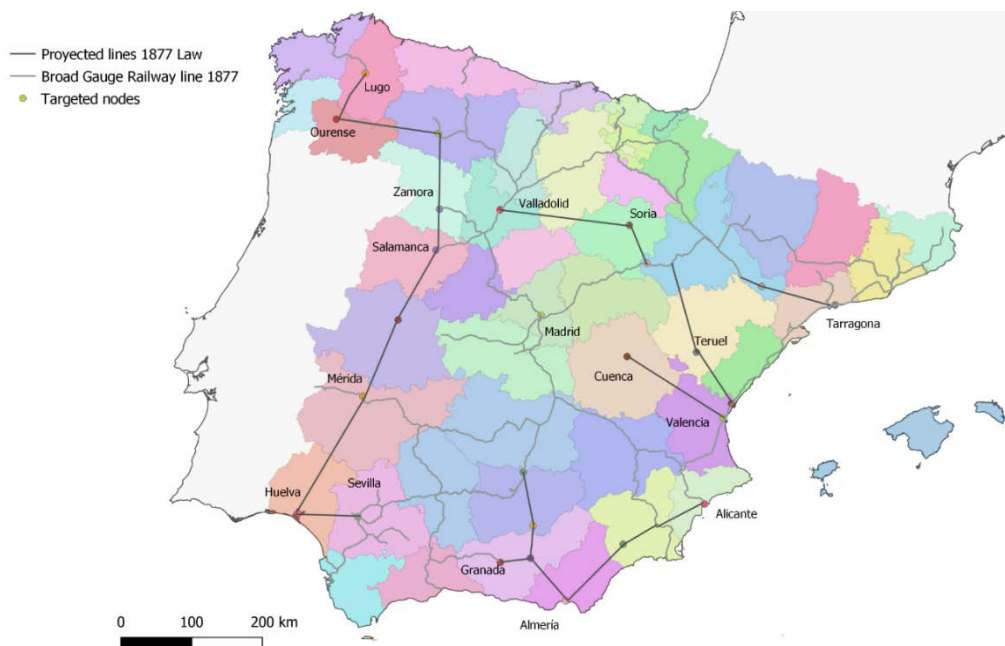 Proyected lines 1877 Law
Broad Gauge Railway line 1877
Targeted nodes
Lugo
Ourense
Zamora
Valladolid
Soria
Salamanca
Madrid
Tarragona
Teruel
Cuenca
Mérida
Valencia
Huelva
Sevilla
Alicante
Granada
Almería
0 100 200 km